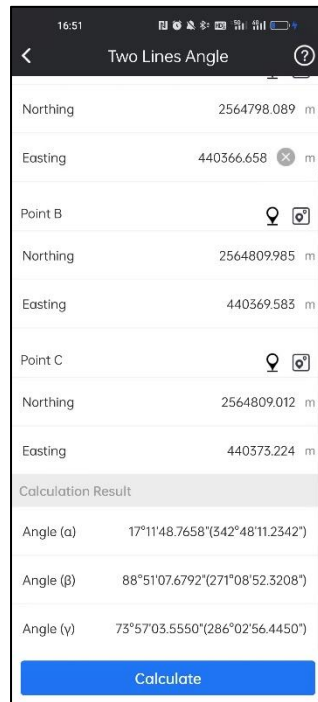 16:51
Two Lines Angle
Northing 2564798.089 m
Easting 440366.658 m
Point B
Northing 2564809.985 m
Easting 440369.583 m
Point C
Northing 2564809.012 m
Easting 440373.224 m
Calculation Result
Angle (α) 17°11'48.7658"(342°48'11.2342")
Angle (β) 88°51'07.6792"(271°08'52.3208")
Angle (γ) 73°57'03.5550"(286°02'56.4450")
Calculate